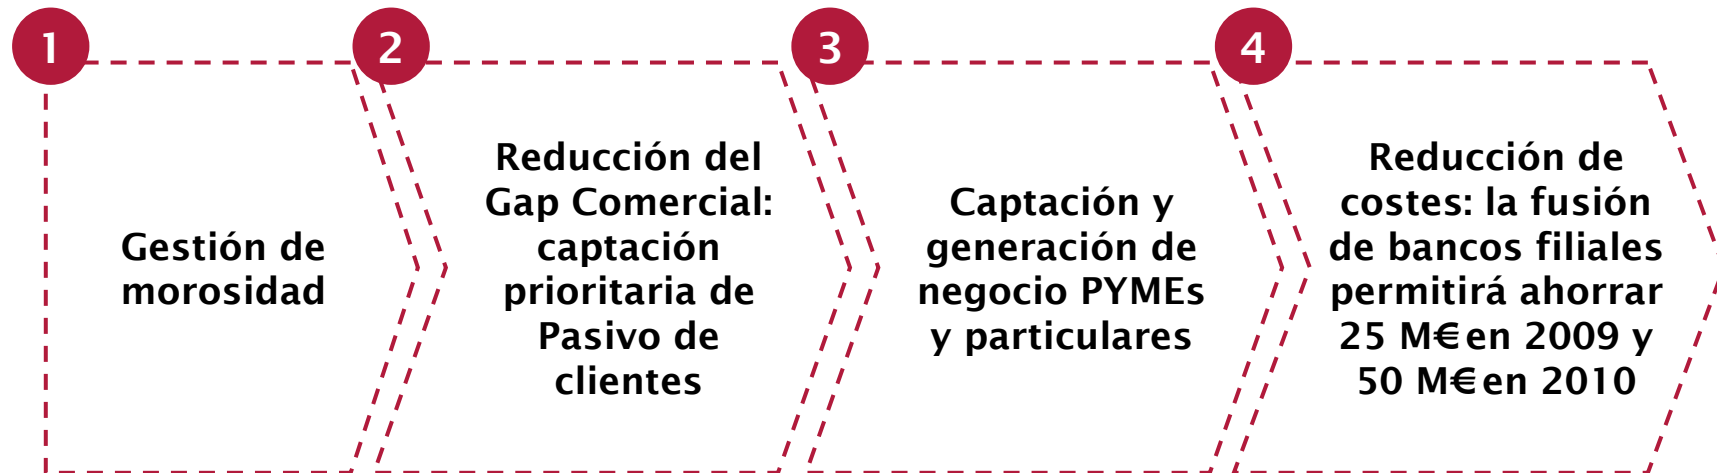 1
Gestión de
morosidad
2
Reducción del
Gap Comercial:
captación
prioritaria de
Pasivo de
clientes
3
Captación y
generación de
negocio PYMEs
y particulares
4
Reducción de
costes: la fusión
de bancos filiales
permitirá ahorrar
25 M€ en 2009 y
50 M€ en 2010